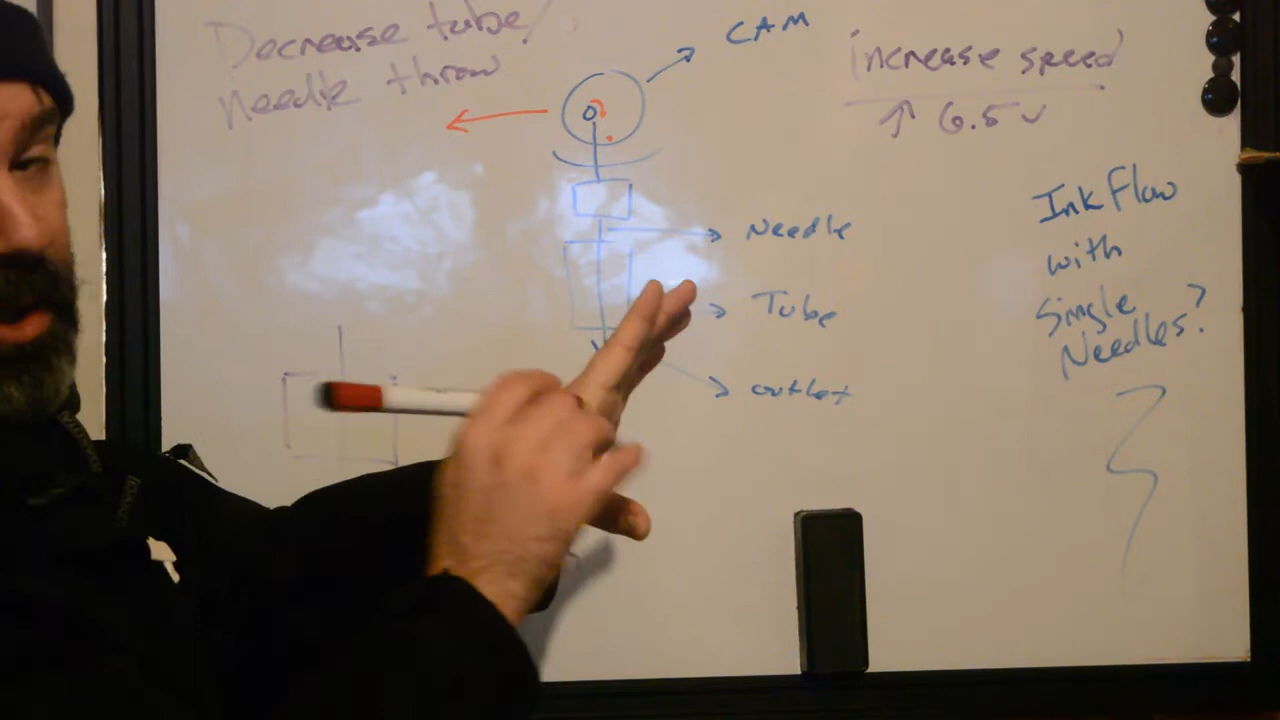 Decrease tube/
Needle throw
CAM
increase speed
↑ 6.5v
Needle
Tube
outlet
Ink Flow
with
Single
Needles?